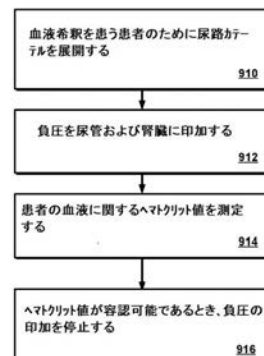 血液希釈を患う患者のために尿路カテー
テルを展開する
910
負圧を尿管および腎臓に印加する
912
患者の血液に関するヘマトクリット値を測定
する
914
ヘマトクリット値が容認可能であるとき、負圧の
印加を停止する
916